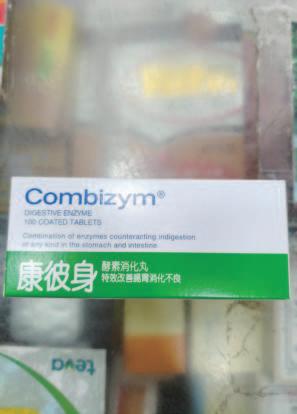 Combizym®
DIGESTIVE ENZYME
100 COATED TABLETS
Combination of enzymes counteracting indigestion
of any kind in the stomach and intestine
康彼身
酵素消化丸
特效改善腸胃消化不良
teva